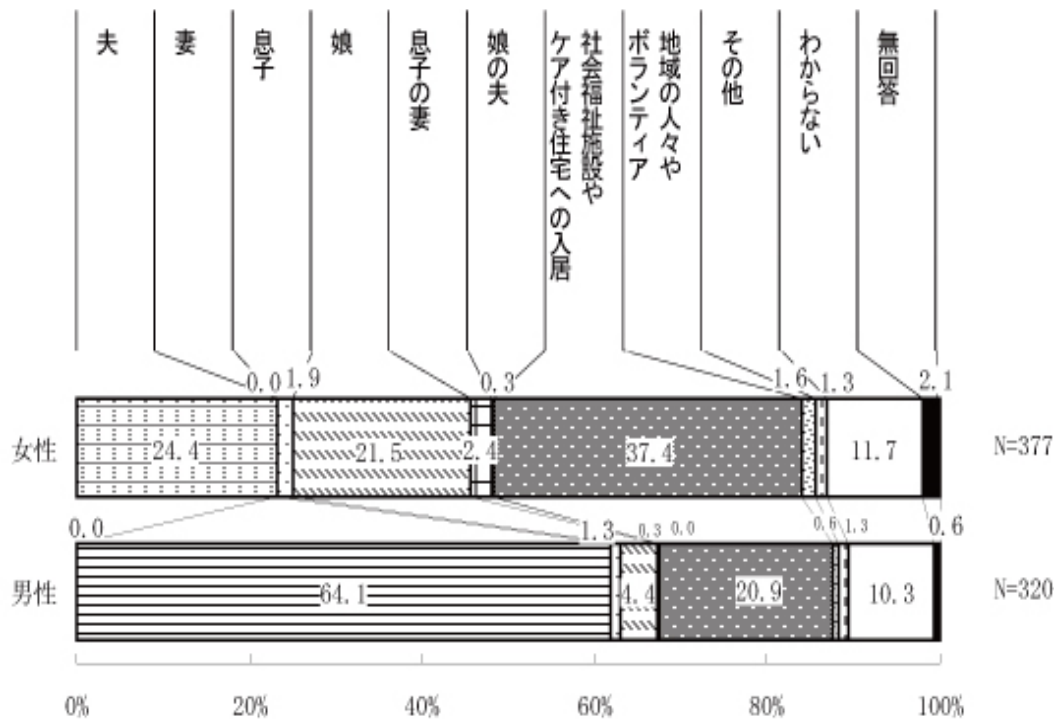 夫
妻
息子
娘
息子の妻
娘の夫
社会福祉施設や
ケア付き住宅への入居
地域の人々や
ボランティア
その他
わからない
無回答
0.0
1.9
0.3
1.6
1.3
2.1
女性
24.4
21.5
2.4
37.4
11.7
N=377
0.0
1.3
0.3
0.0
0.6
1.3
0.6
男性
64.1
4.4
20.9
10.3
N=320
0%
20%
40%
60%
80%
100%